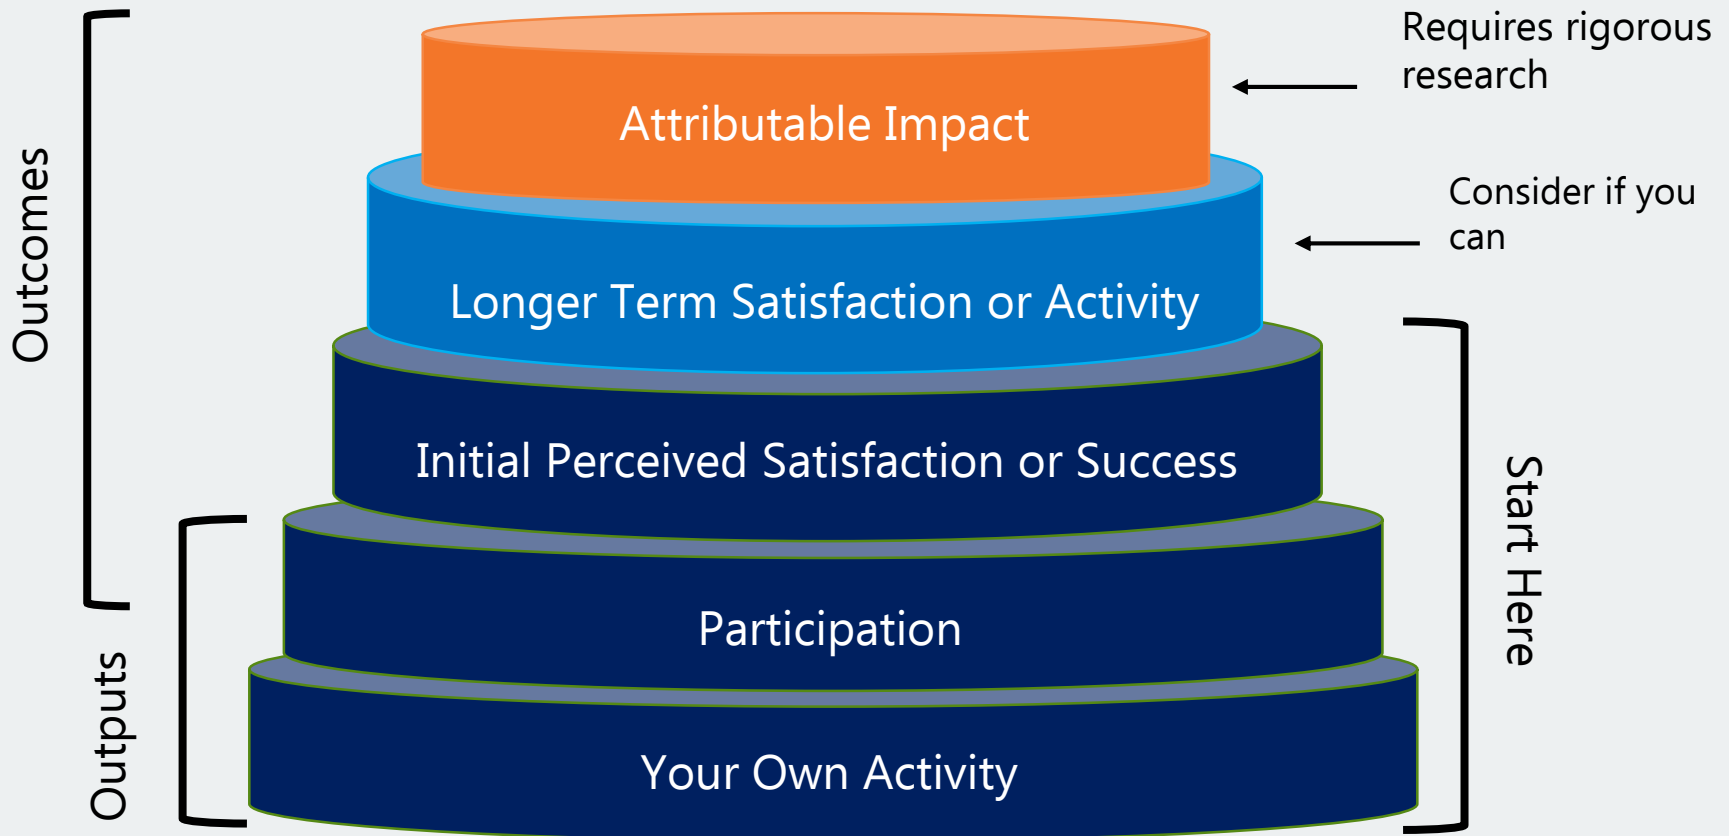 Requires rigorous
research
Attributable Impact
Outcomes
Consider if you
can
Longer Term Satisfaction or Activity
Initial Perceived Satisfaction or Success
Start Here
Participation
Outputs
Your Own Activity